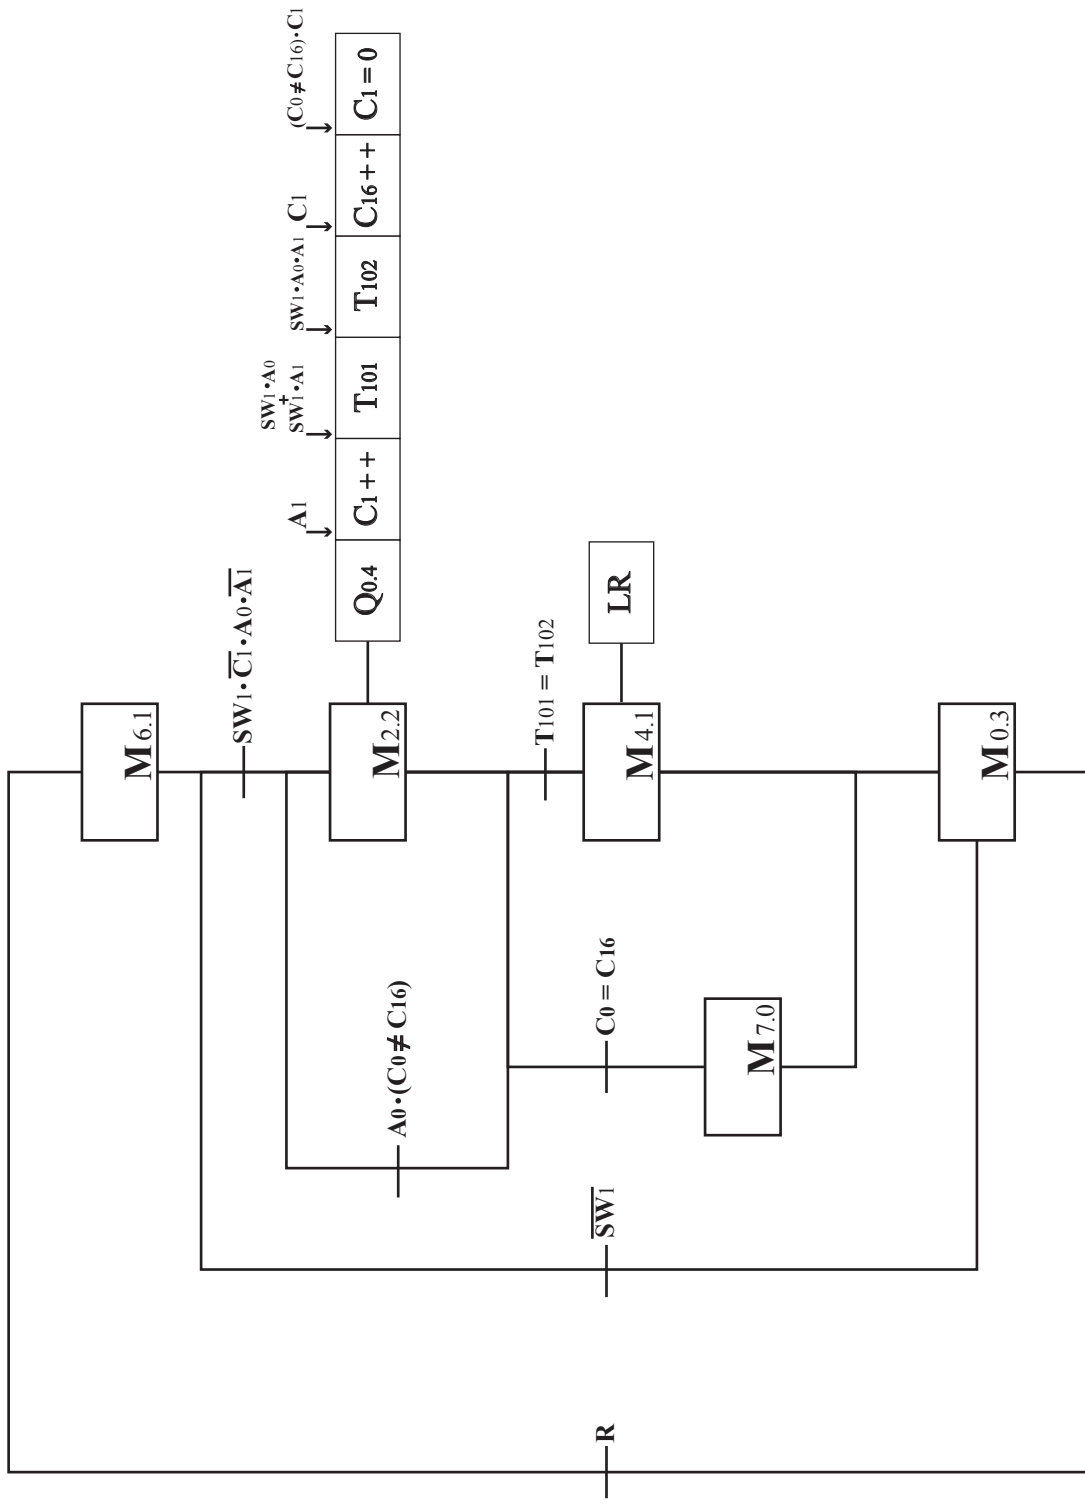 M6.1
SW1·C̅1·A0·A̅1
M2.2
Q0.4
A1
C1++
SW1·A0
+
SW1·A1
T101
SW1·A0·A1
T102
C1
C16++
(C0≠C16)·C1
C1=0
A0·(C0≠C16)
T101 = T102
M4.1
LR
C0 = C16
M7.0
S̅W̅1̅
M0.3
R